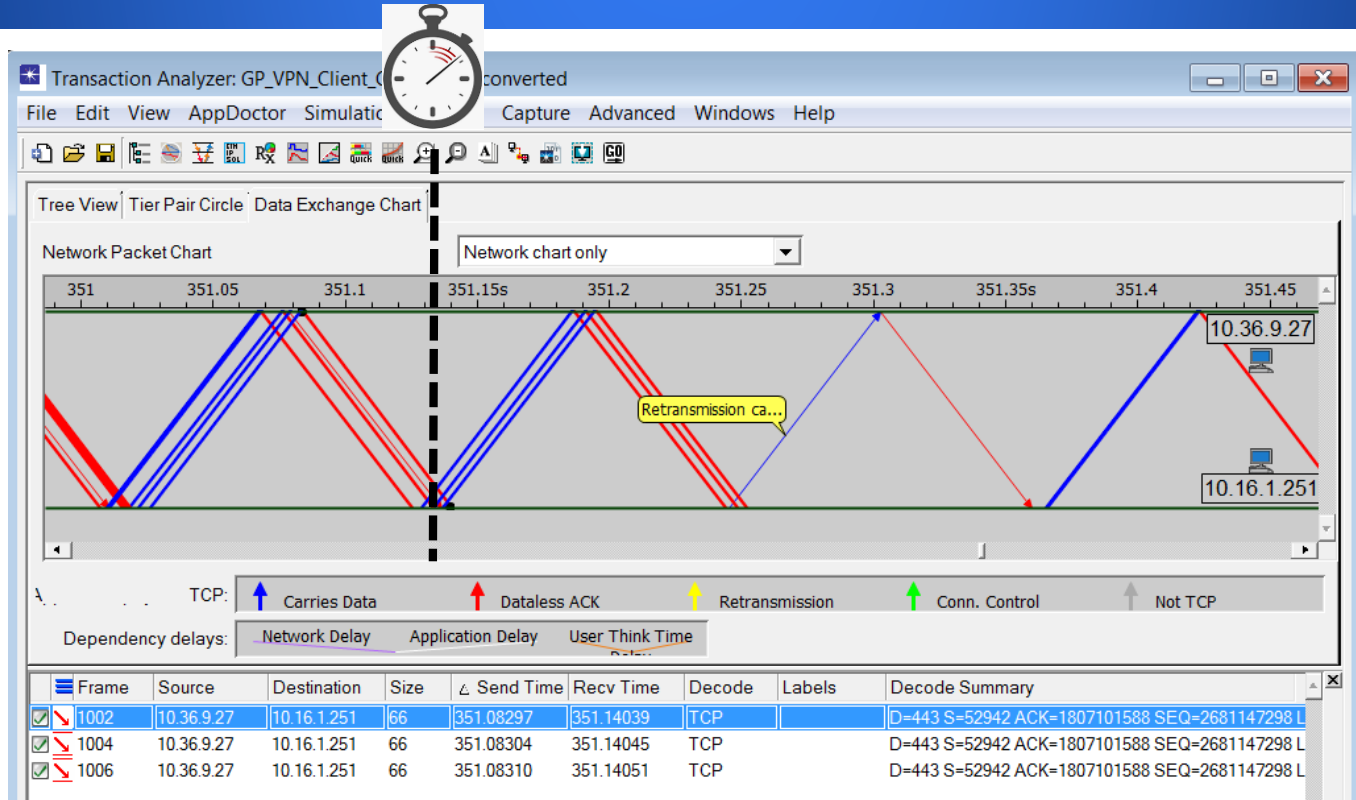 Transaction Analyzer: GP_VPN_Client_ converted
File Edit View AppDoctor Capture Advanced Windows Help
QUICK QUICK GO
Tree View Tier Pair Circle Data Exchange Chart
Network Packet Chart Network chart only
351 351.05 351.1 351.15s 351.2 351.25 351.3 351.35s 351.4 351.45
10.36.9.27
Retransmission ca...
10.16.1.251
TCP: Carries Data Dataless ACK Retransmission Conn. Control Not TCP
Dependency delays: Network Delay Application Delay User Think Time
Frame Source Destination Size Send Time Recv Time Decode Labels Decode Summary
1002 10.36.9.27 10.16.1.251 66 351.08297 351.14039 TCP D=443 S=52942 ACK=1807101588 SEQ=2681147298 L
1004 10.36.9.27 10.16.1.251 66 351.08304 351.14045 TCP D=443 S=52942 ACK=1807101588 SEQ=2681147298 L
1006 10.36.9.27 10.16.1.251 66 351.08310 351.14051 TCP D=443 S=52942 ACK=1807101588 SEQ=2681147298 L